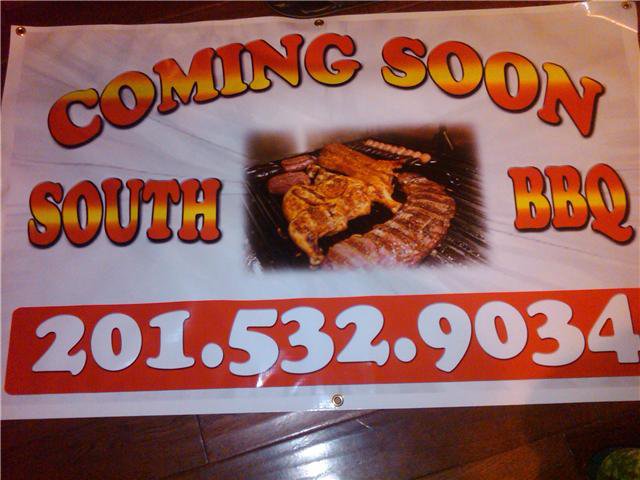 COMING SOON
SOUTH BBQ
201.532.9034